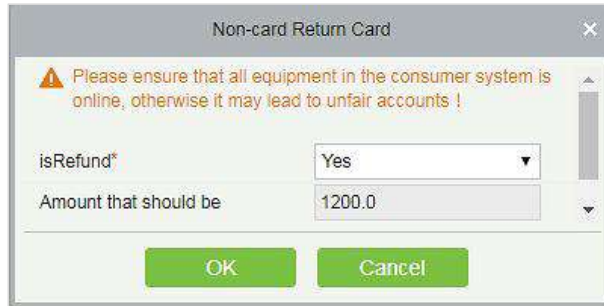 Non-card Return Card
Please ensure that all equipment in the consumer system is
online, otherwise it may lead to unfair accounts !
isRefund* Yes
Amount that should be 1200.0
OK Cancel